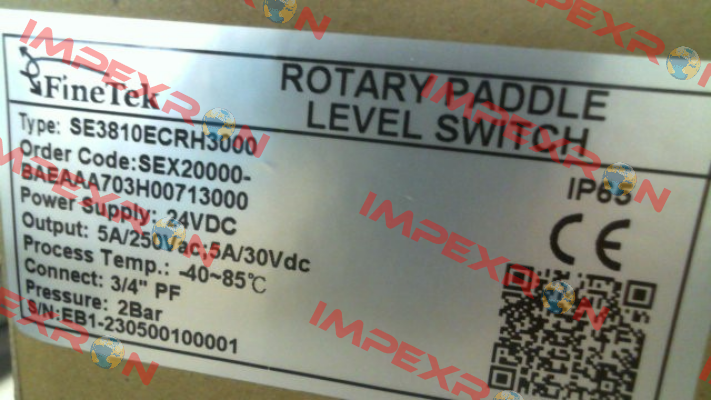 FineTek
ROTARY PADDLE
LEVEL SWITCH
Type: SE3810ECRH3000
Order Code:SEX20000-
BAEAAA703H00713000
Power Supply: 24VDC
Output: 5A/250Vac;5A/30Vdc
Process Temp.: -40~85℃
Connect: 3/4" PF
Pressure: 2Bar
S/N:EB1-230500100001
IP65
CE
IMPEXRON
IMPEXRON
IMPEXRON
IMPEXRON